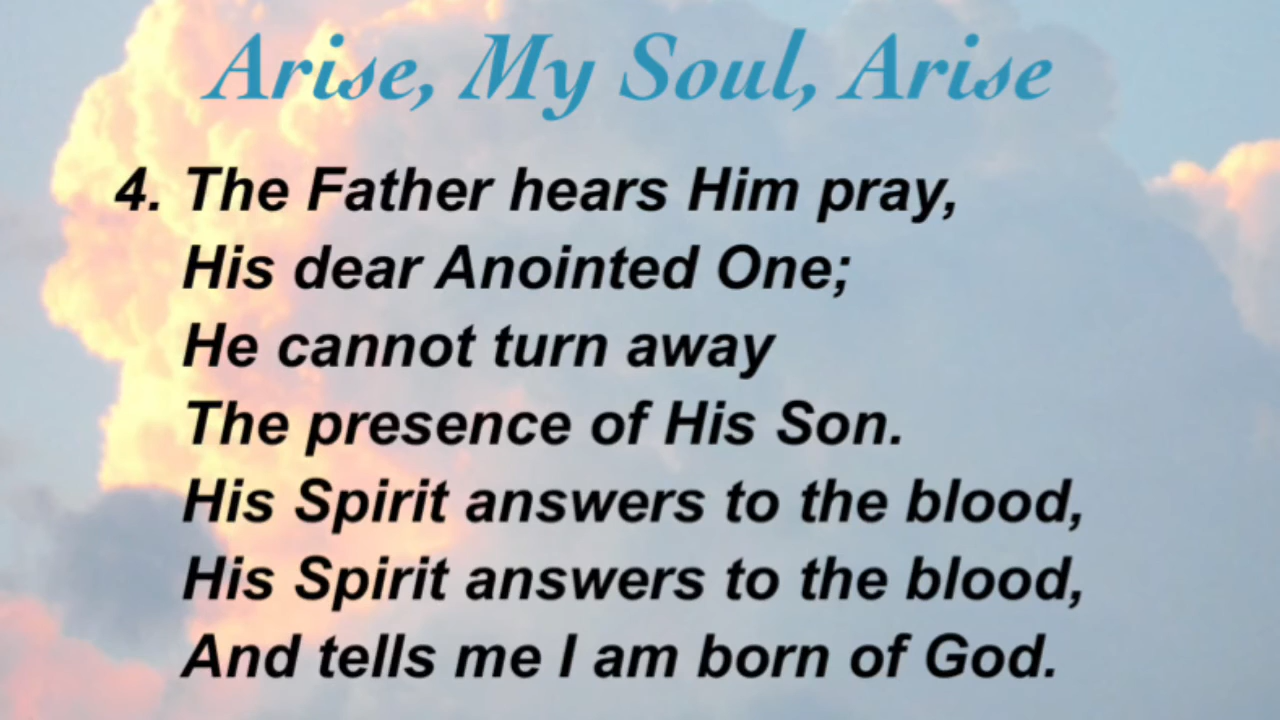 Arise, My Soul, Arise
4. The Father hears Him pray,
His dear Anointed One;
He cannot turn away
The presence of His Son.
His Spirit answers to the blood,
His Spirit answers to the blood,
And tells me I am born of God.